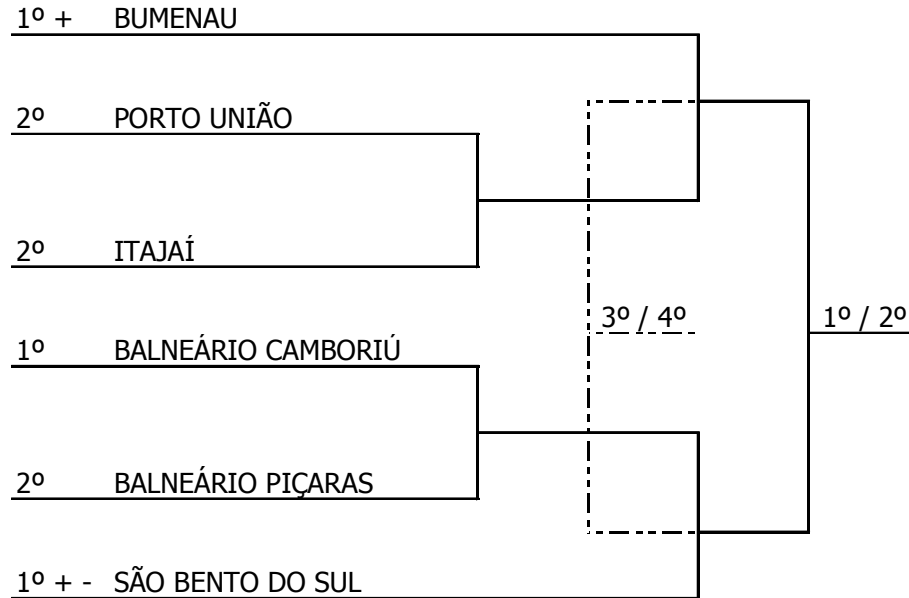 1º + BUMENAU
2º PORTO UNIÃO
2º ITAJAÍ
3º / 4º
1º / 2º
1º BALNEÁRIO CAMBORIÚ
2º BALNEÁRIO PIÇARAS
1º + - SÃO BENTO DO SUL